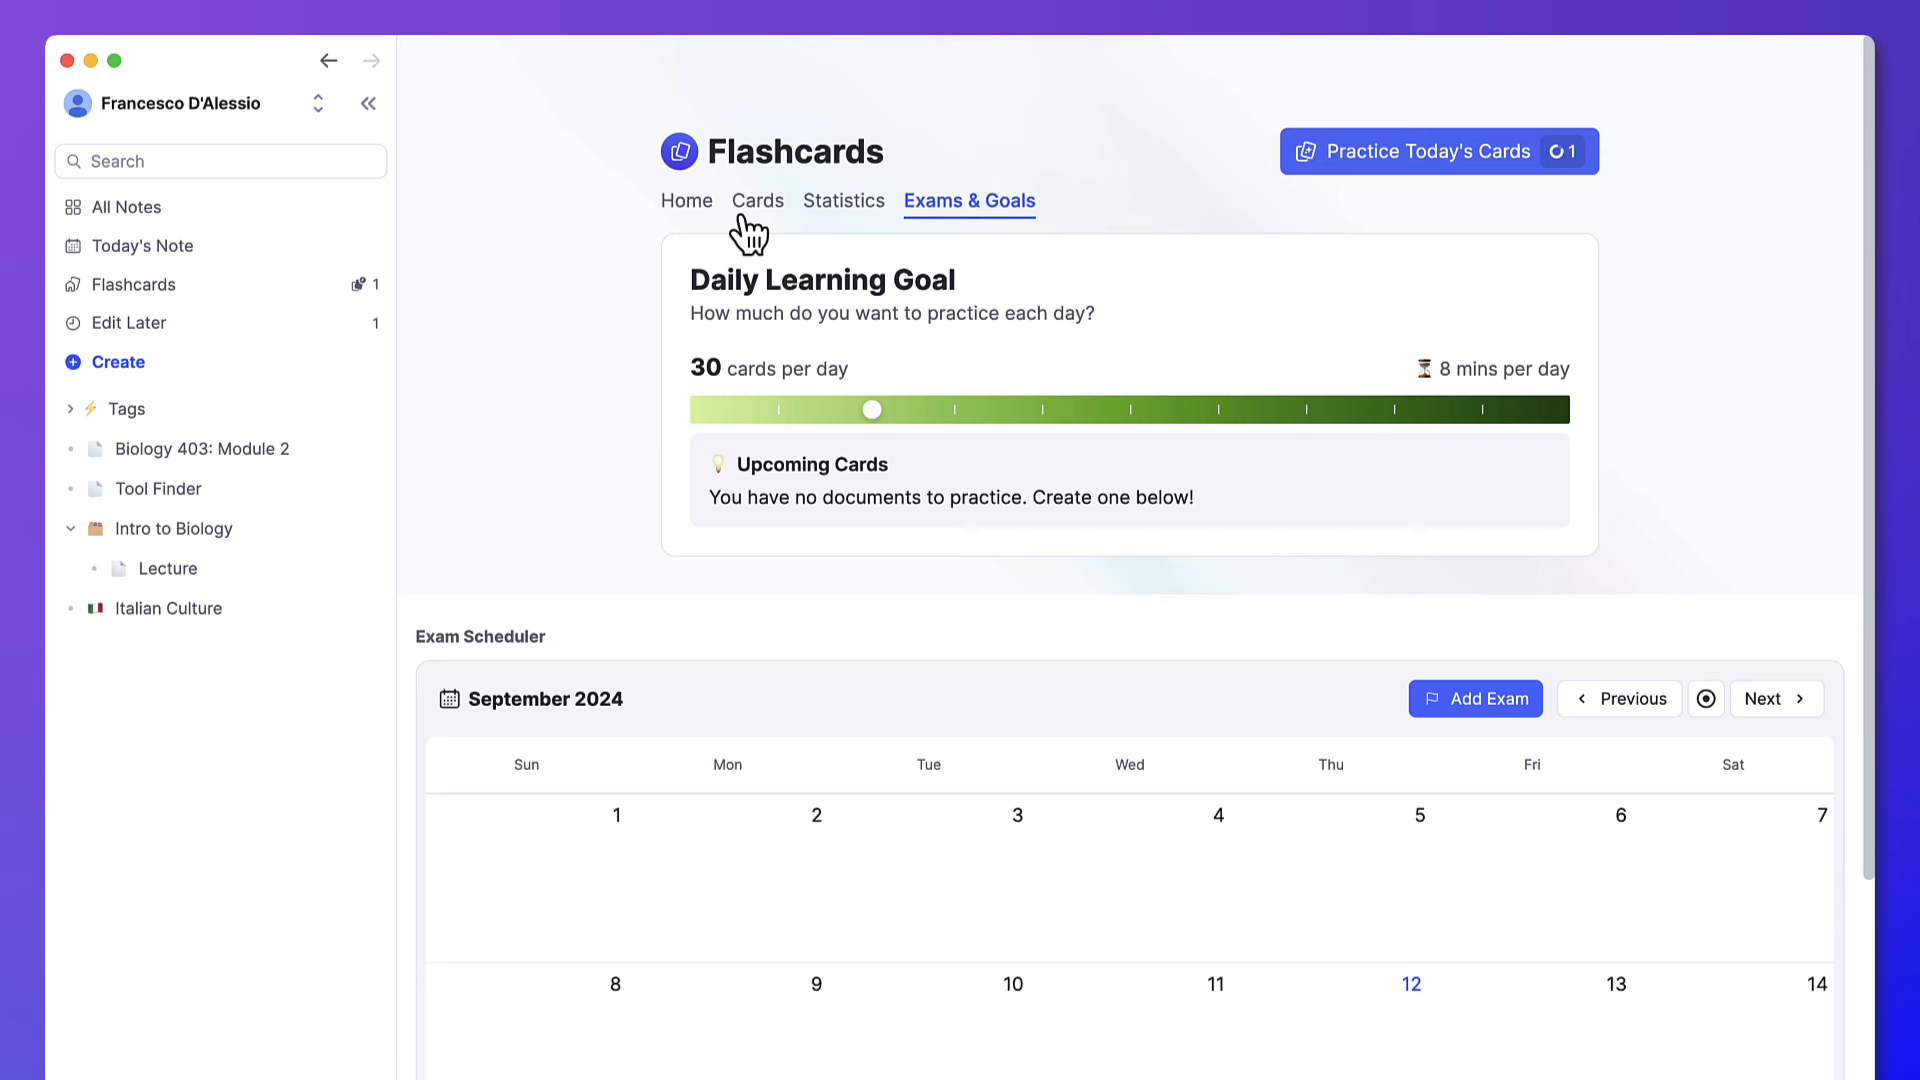 Francesco D'Alessio
Search
All Notes
Today's Note
Flashcards 1
Edit Later 1
Create
Tags
Biology 403: Module 2
Tool Finder
Intro to Biology
Lecture
Italian Culture
Flashcards
Practice Today's Cards 1
Home Cards Statistics Exams & Goals
Daily Learning Goal
How much do you want to practice each day?
30 cards per day
8 mins per day
Upcoming Cards
You have no documents to practice. Create one below!
Exam Scheduler
September 2024
Add Exam Previous Next
Sun Mon Tue Wed Thu Fri Sat
1 2 3 4 5 6 7
8 9 10 11 12 13 14